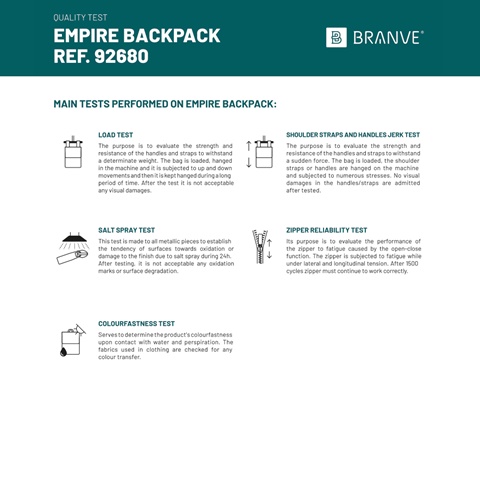 QUALITY TEST
EMPIRE BACKPACK
REF. 92680
BRANVE®
MAIN TESTS PERFORMED ON EMPIRE BACKPACK:
LOAD TEST
The purpose is to evaluate the strength and
resistance of the handles and straps to withstand
a determinate weight. The bag is loaded, hanged
in the machine and it is subjected to up and down
movements and then it is kept hanged during a long
period of time. After the test it is not acceptable
any visual damages.
SHOULDER STRAPS AND HANDLES JERK TEST
The purpose is to evaluate the strength and
resistance of the handles and straps to withstand
a sudden force. The bag is loaded, the shoulder
straps or handles are hanged on the machine
and subjected to numerous stresses. No visual
damages in the handles/straps are admitted
after tested.
SALT SPRAY TEST
This test is made to all metallic pieces to establish
the tendency of surfaces towards oxidation or
damage to the finish due to salt spray during 24h.
After testing, it is not acceptable any oxidation
marks or surface degradation.
ZIPPER RELIABILITY TEST
Its purpose is to evaluate the performance of
the zipper to fatigue caused by the open-close
function. The zipper is subjected to fatigue while
under lateral and longitudinal tension. After 1500
cycles zipper must continue to work correctly.
COLOURFASTNESS TEST
Serves to determine the product's colourfastness
upon contact with water and perspiration. The
fabrics used in clothing are checked for any
colour transfer.